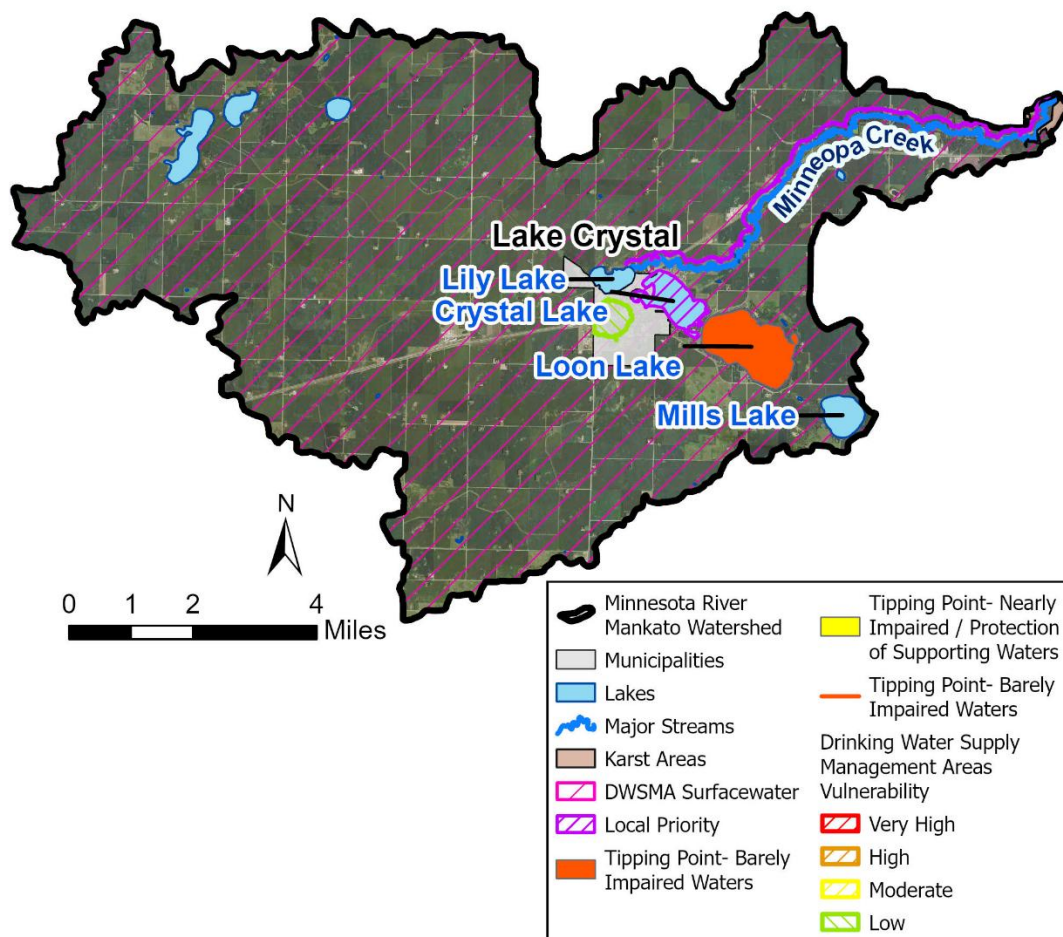 Minneopa Creek
Lake Crystal
Lily Lake
Crystal Lake
Loon Lake
Mills Lake
N
0 1 2 4
Miles
Minnesota River
Mankato Watershed
Municipalities
Lakes
Major Streams
Karst Areas
DWSMA Surfacewater
Local Priority
Tipping Point- Barely
Impaired Waters
Tipping Point- Nearly
Impaired / Protection
of Supporting Waters
Tipping Point- Barely
Impaired Waters
Drinking Water Supply
Management Areas
Vulnerability
Very High
High
Moderate
Low